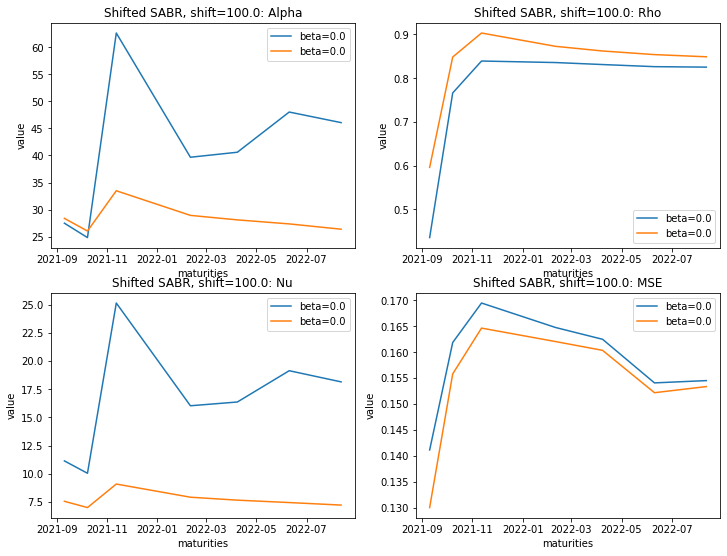 Shifted SABR, shift=100.0: Alpha
60
55
50
45
40
35
30
25
value
beta=0.0
beta=0.0
2021-09
2021-11
2022-01
2022-03
2022-05
2022-07
maturities
Shifted SABR, shift=100.0: Rho
0.9
0.8
0.7
0.6
0.5
value
beta=0.0
beta=0.0
2021-09
2021-11
2022-01
2022-03
2022-05
2022-07
maturities
Shifted SABR, shift=100.0: Nu
25.0
22.5
20.0
17.5
15.0
12.5
10.0
7.5
value
beta=0.0
beta=0.0
2021-09
2021-11
2022-01
2022-03
2022-05
2022-07
maturities
Shifted SABR, shift=100.0: MSE
0.170
0.165
0.160
0.155
0.150
0.145
0.140
0.135
0.130
value
beta=0.0
beta=0.0
2021-09
2021-11
2022-01
2022-03
2022-05
2022-07
maturities